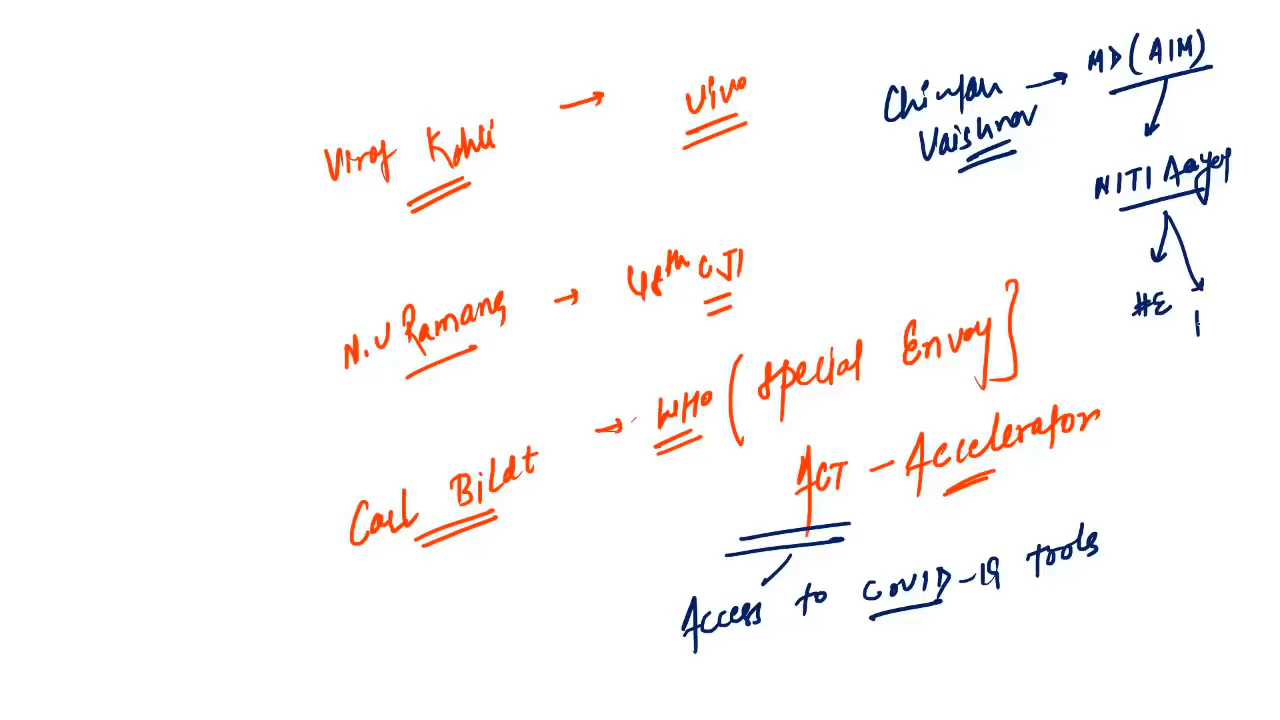 Virat Kohli → Vivo
N.V Ramana → 48th CJI
Carl Bildt → WHO (Special Envoy]
ACT - Accelerator
Access to COVID-19 tools
Chintan Vaishnav → MD (AIM)
NITI Aayog